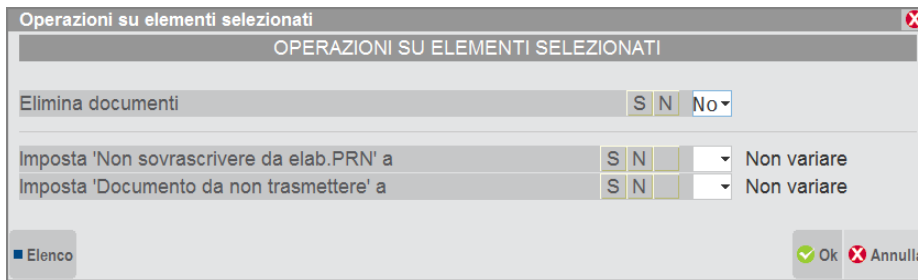 Operazioni su elementi selezionati
OPERAZIONI SU ELEMENTI SELEZIONATI
Elimina documenti S N No
Imposta 'Non sovrascrivere da elab.PRN' a S N Non variare
Imposta 'Documento da non trasmettere' a S N Non variare
Elenco Ok Annulla